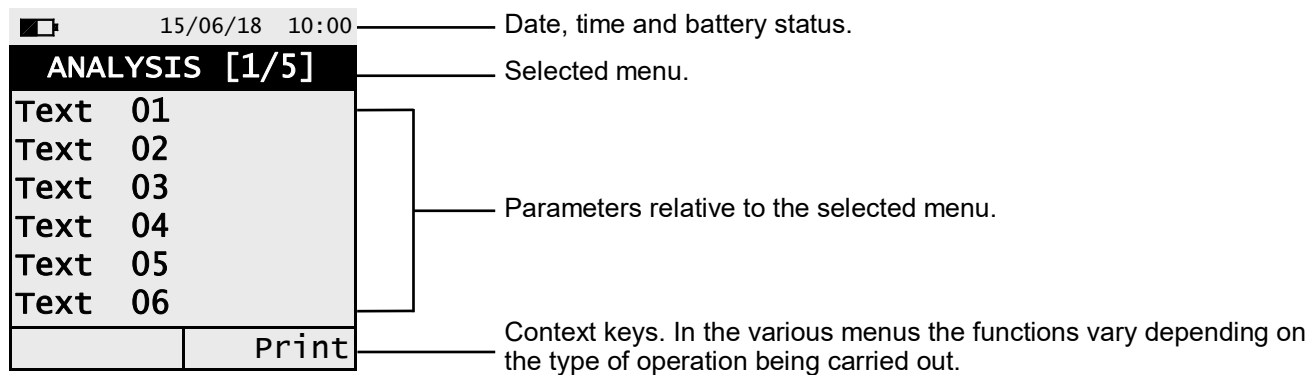 15/06/18 10:00
Date, time and battery status.
ANALYSIS [1/5]
Selected menu.
Text 01
Text 02
Text 03
Text 04
Text 05
Text 06
Parameters relative to the selected menu.
Print
Context keys. In the various menus the functions vary depending on
the type of operation being carried out.